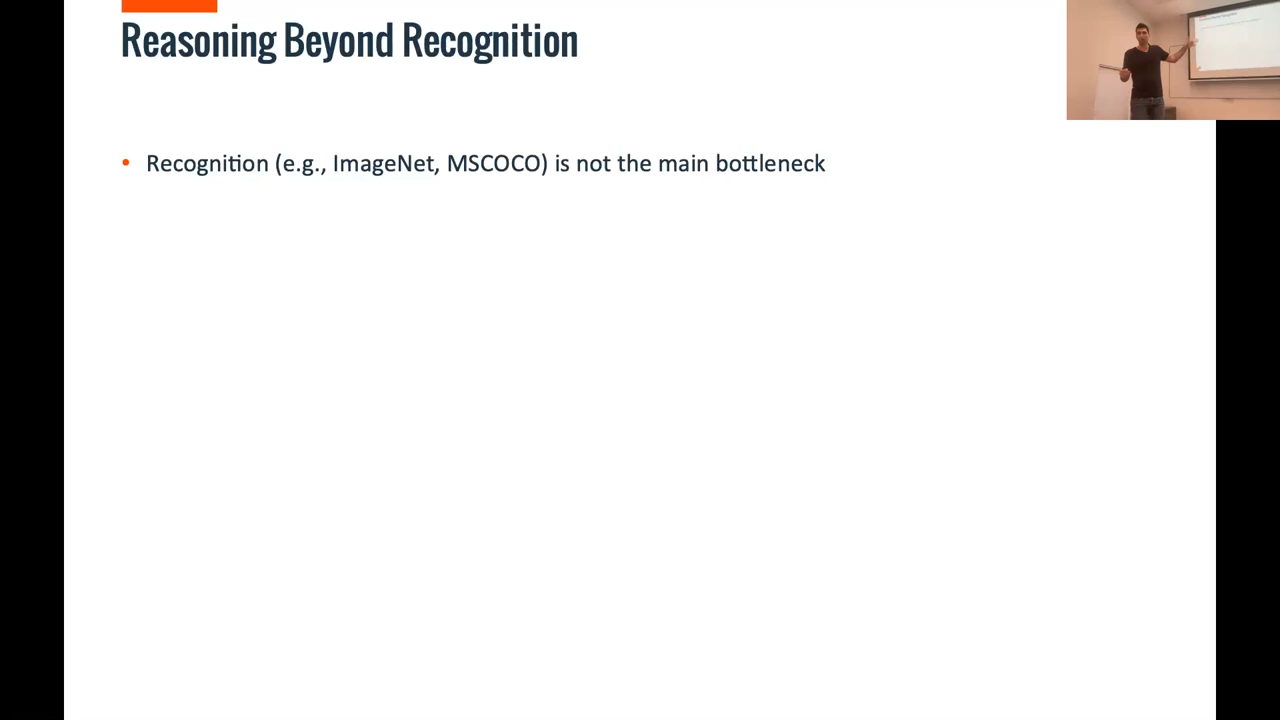 Reasoning Beyond Recognition
• Recognition (e.g., ImageNet, MSCOCO) is not the main bottleneck